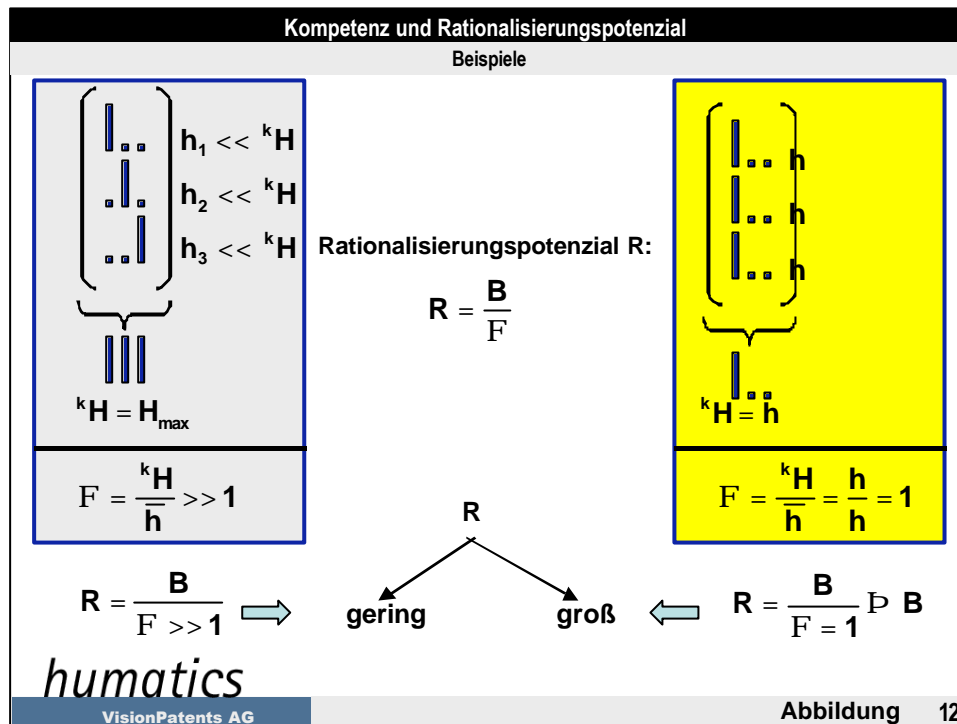 Kompetenz und Rationalisierungspotenzial
Beispiele
h₁ << ᵏH
h₂ << ᵏH
h₃ << ᵏH
ᵏH = H_max
F = ᵏH / h̅ >> 1
Rationalisierungspotenzial R:
R = B / F
h
h
h
ᵏH = h
F = ᵏH / h̅ = h / h = 1
R
gering
groß
R = B / F >> 1
R = B / F = 1 Þ B
humatics
VisionPatents AG
Abbildung 12